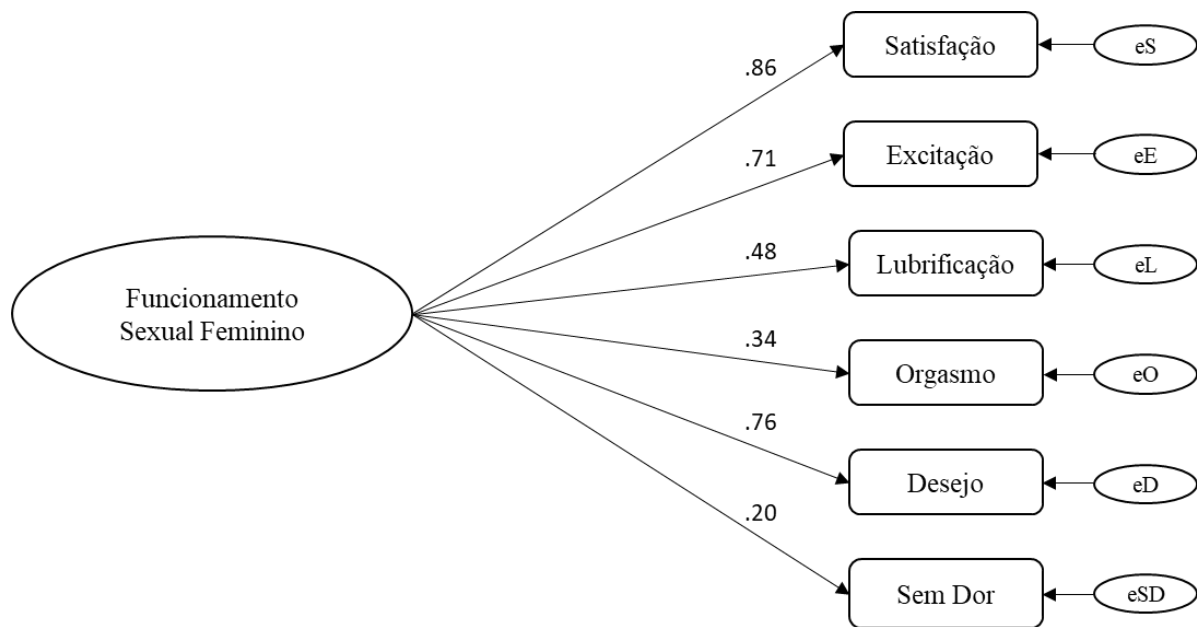 Satisfação
eS
.86
Excitação
eE
.71
Lubrificação
eL
.48
Funcionamento
Sexual Feminino
.34
Orgasmo
eO
.76
Desejo
eD
.20
Sem Dor
eSD